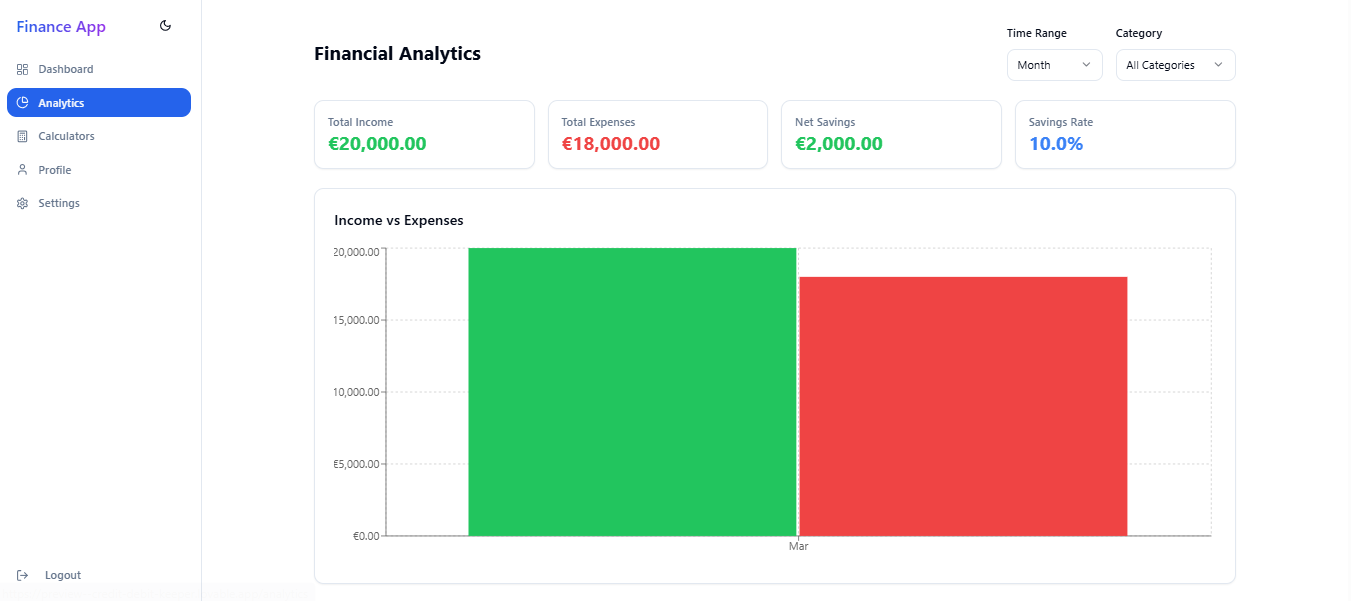 Finance App
Dashboard
Analytics
Calculators
Profile
Settings
Logout
Financial Analytics
Time Range
Month
Category
All Categories
Total Income
€20,000.00
Total Expenses
€18,000.00
Net Savings
€2,000.00
Savings Rate
10.0%
Income vs Expenses
20,000.00
15,000.00
10,000.00
€5,000.00
€0.00
Mar